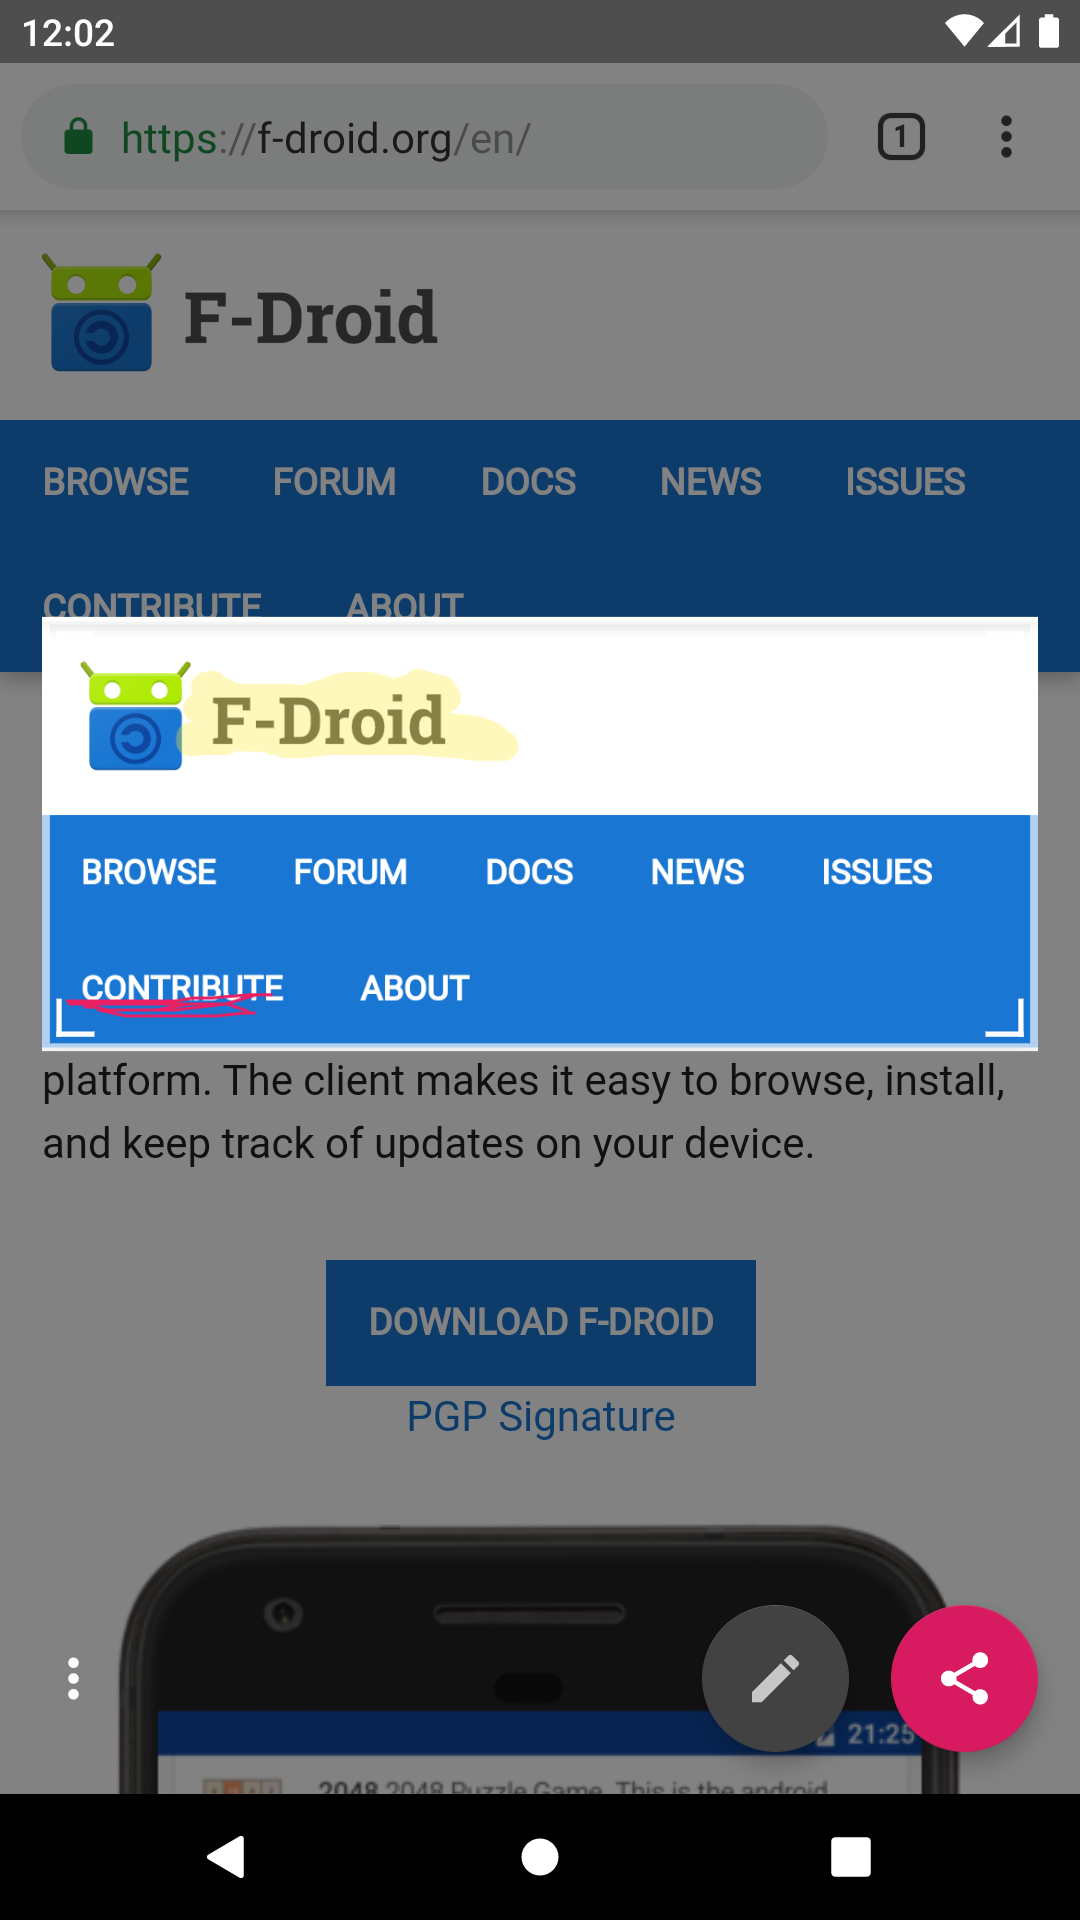 12:02
https://f-droid.org/en/
1
F-Droid
BROWSE FORUM DOCS NEWS ISSUES
CONTRIBUTE ABOUT
F-Droid
BROWSE FORUM DOCS NEWS ISSUES
CONTRIBUTE ABOUT
platform. The client makes it easy to browse, install,
and keep track of updates on your device.
DOWNLOAD F-DROID
PGP Signature
21:25
2048 2048 Puzzle Game. This is the android